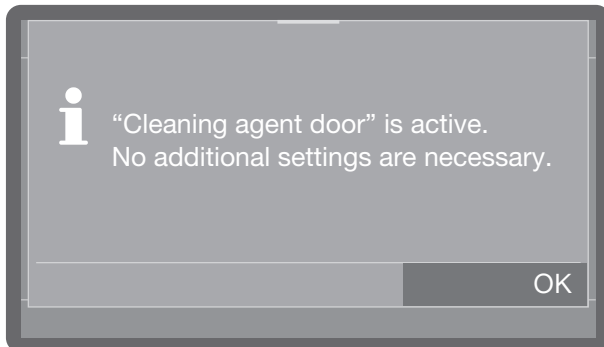 “Cleaning agent door” is active.
No additional settings are necessary.
OK